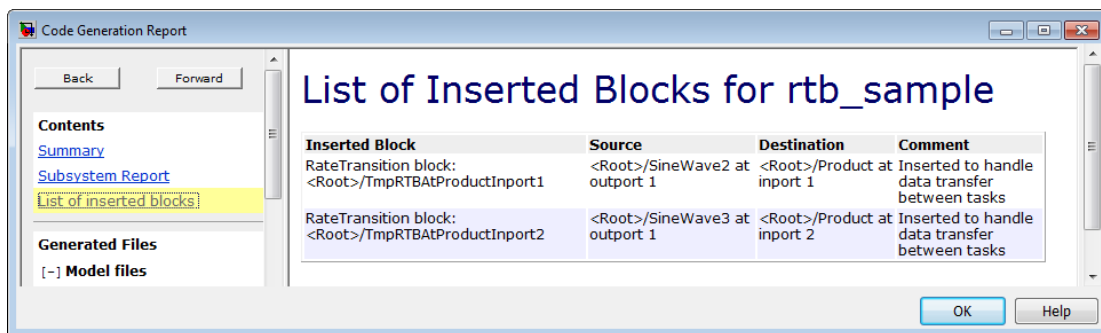 Code Generation Report
Back Forward
Contents
Summary
Subsystem Report
List of inserted blocks
Generated Files
[-] Model files
List of Inserted Blocks for rtb_sample
Inserted Block Source Destination Comment
RateTransition block: <Root>/SineWave2 at <Root>/Product at Inserted to handle
<Root>/TmpRTBAtProductInport1 outport 1 inport 1 data transfer
between tasks
RateTransition block: <Root>/SineWave3 at <Root>/Product at Inserted to handle
<Root>/TmpRTBAtProductInport2 outport 1 inport 2 data transfer
between tasks
OK Help